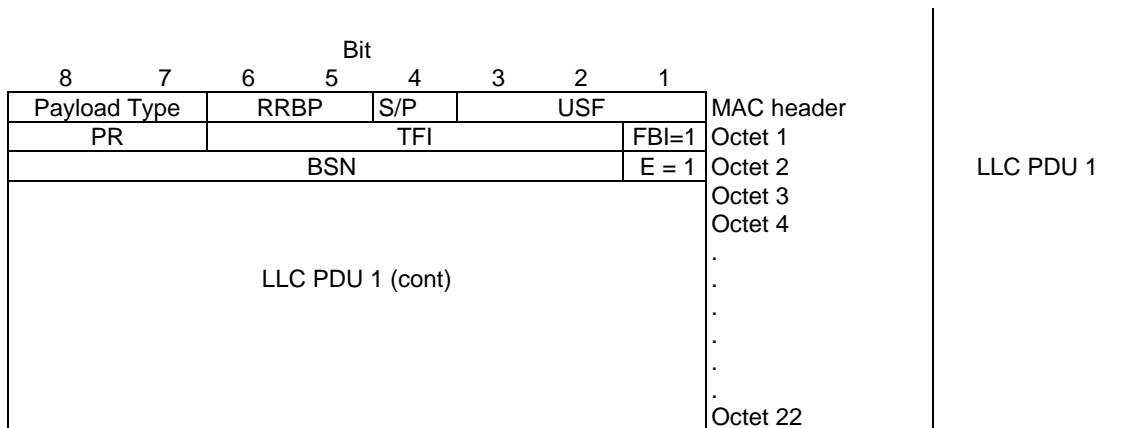 Bit
8 7 6 5 4 3 2 1
Payload Type RRBP S/P USF MAC header
PR TFI FBI=1 Octet 1
BSN E = 1 Octet 2 LLC PDU 1
Octet 3
Octet 4
.
LLC PDU 1 (cont) .
.
.
.
.
Octet 22